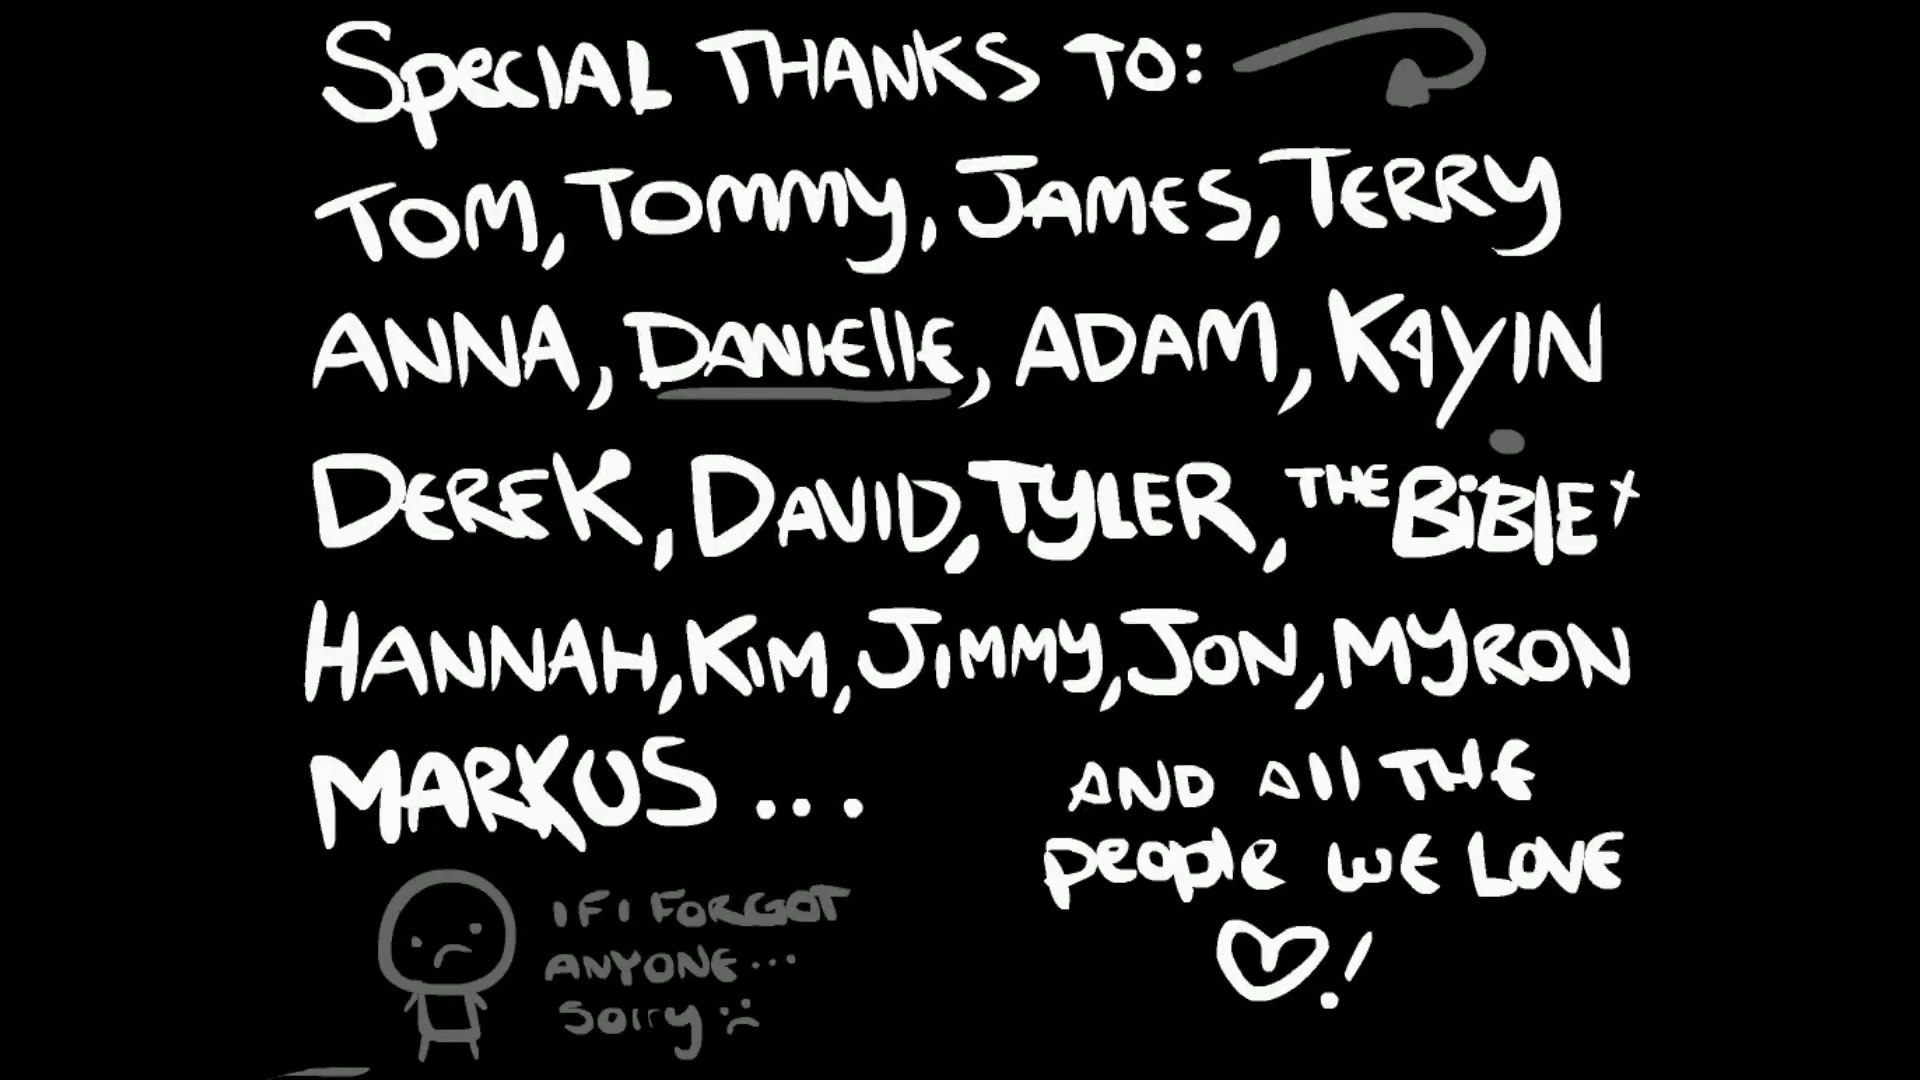 Special THANKS TO:
TOM, TOMMY, JAMES, TERRY
ANNA, DANIElle, ADAM, KAYIN
DEREK, DAVID, TYLER, THE BiBlE
HANNAH, KiM, JiMMY, JON, MYRON
MARKUS ...
AND All THE
people WE LOVE
♡!
IF I FORGOT
ANYONE...
Sorry :(